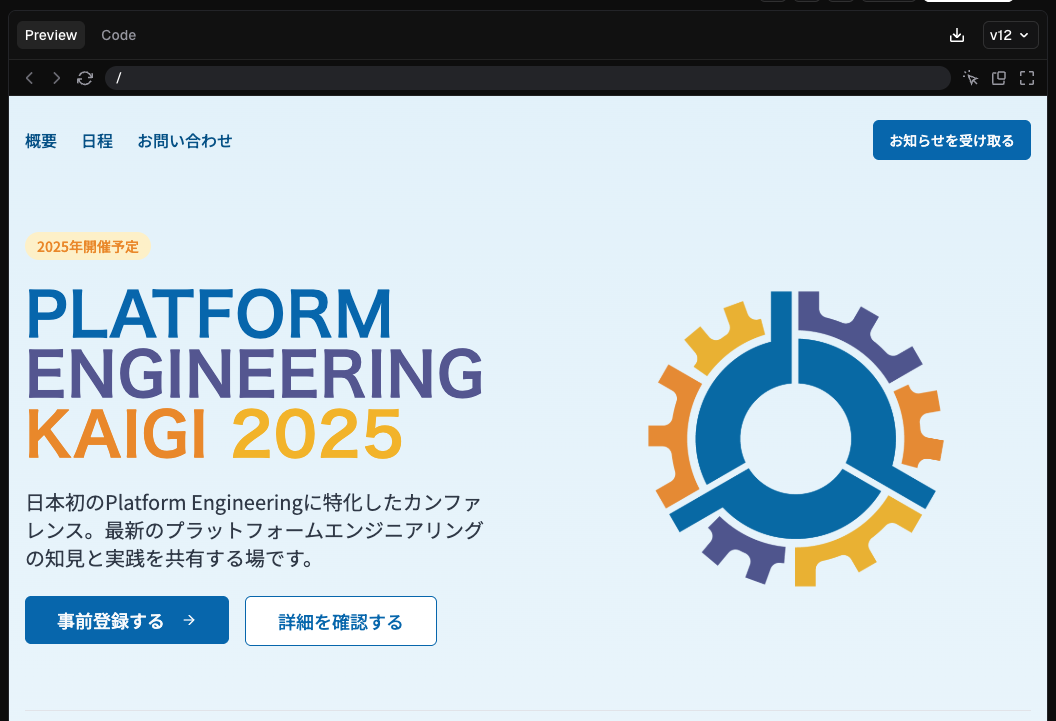 Preview
Code
v12
/
概要
日程
お問い合わせ
お知らせを受け取る
2025年開催予定
PLATFORM
ENGINEERING
KAIGI 2025
日本初のPlatform Engineeringに特化したカンファ
レンス。最新のプラットフォームエンジニアリング
の知見と実践を共有する場です。
事前登録する →
詳細を確認する